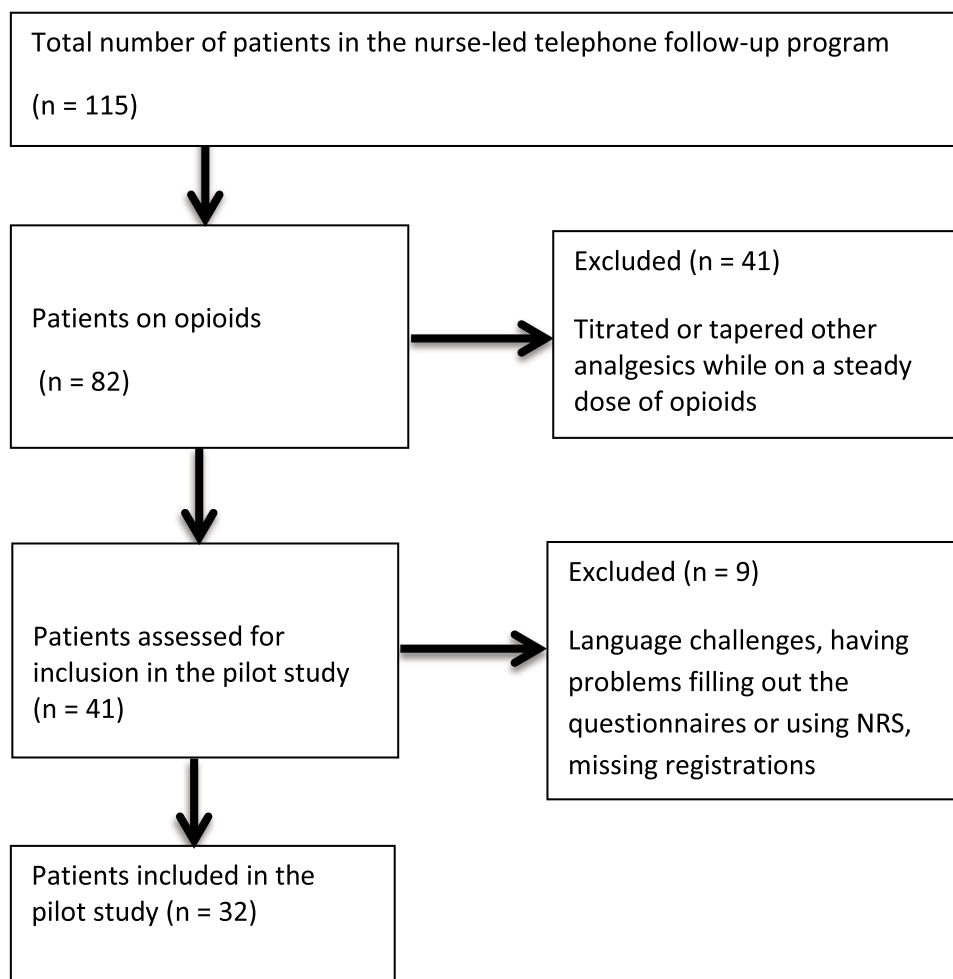 Total number of patients in the nurse-led telephone follow-up program
(n = 115)
Patients on opioids
(n = 82)
Excluded (n = 41)
Titrated or tapered other
analgesics while on a steady
dose of opioids
Patients assessed for
inclusion in the pilot study
(n = 41)
Excluded (n = 9)
Language challenges, having
problems filling out the
questionnaires or using NRS,
missing registrations
Patients included in the
pilot study (n = 32)